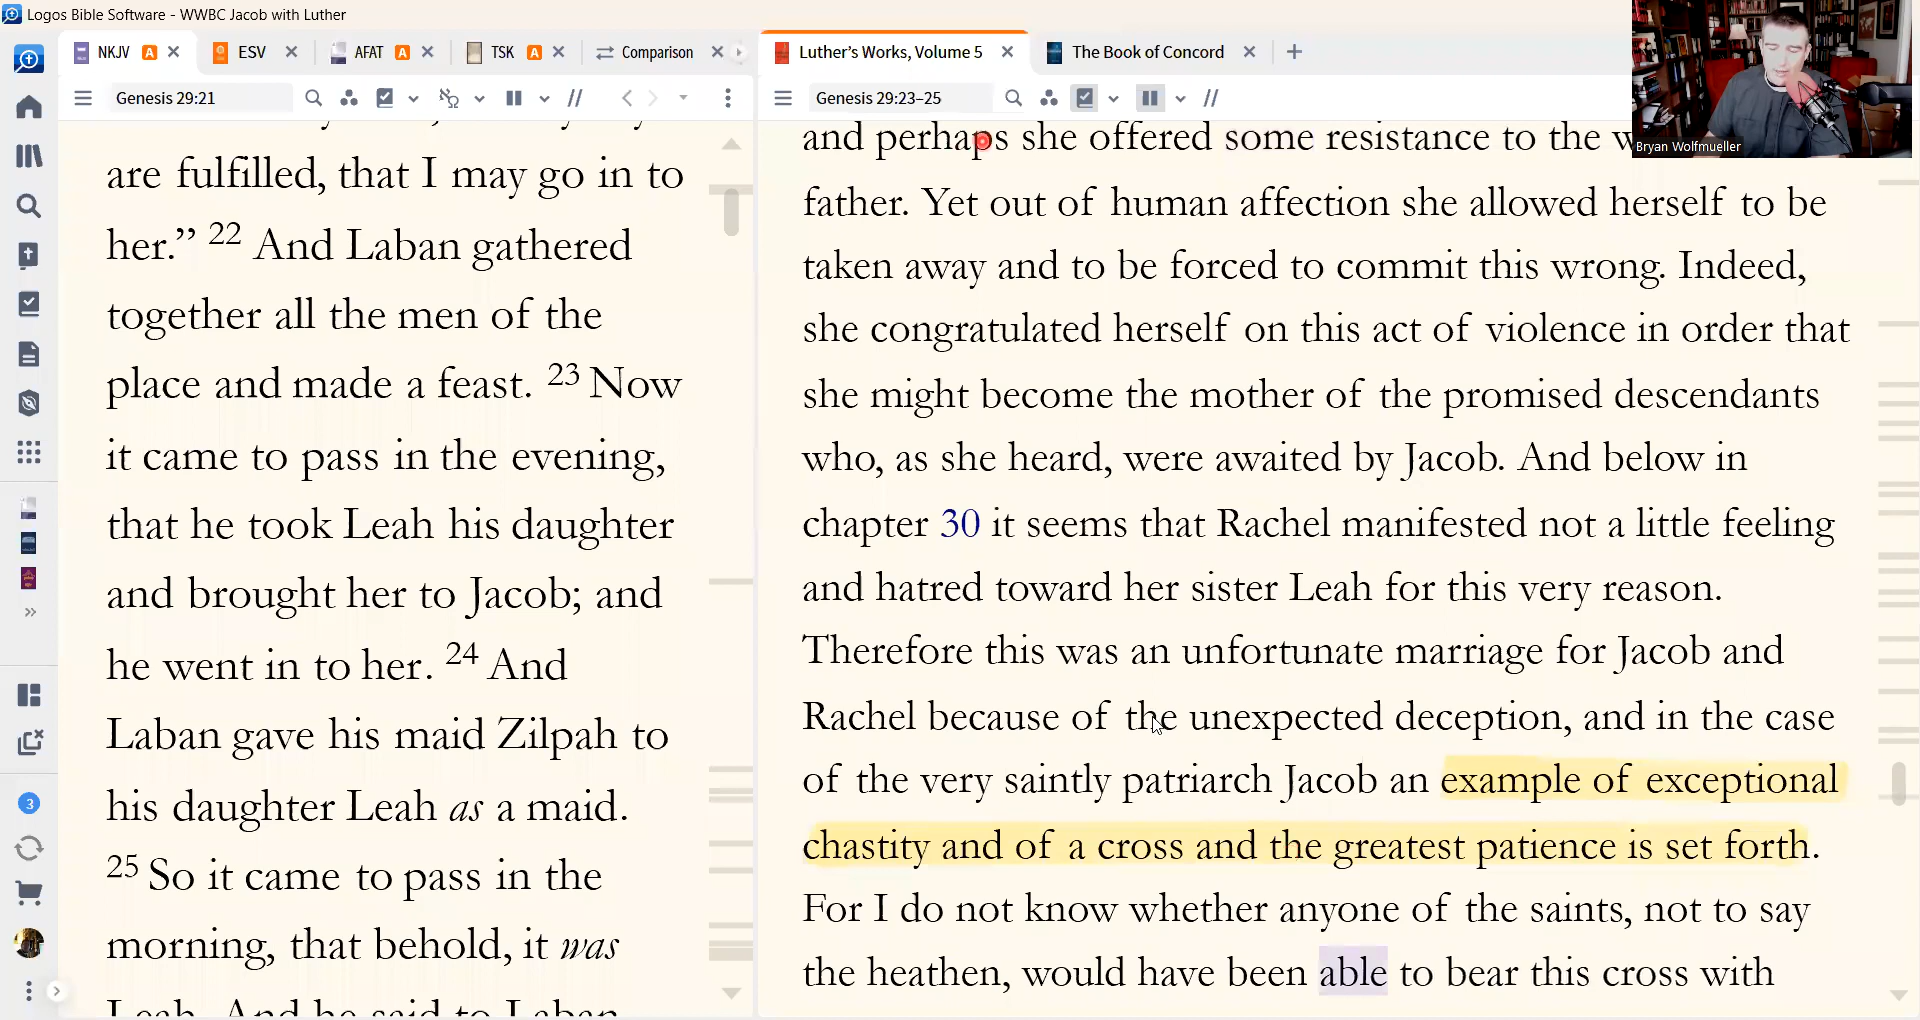 Logos Bible Software - WWBC Jacob with Luther
NKJV A
ESV
AFAT A
TSK A
Comparison
Genesis 29:21
are fulfilled, that I may go in to
her.” 22 And Laban gathered
together all the men of the
place and made a feast. 23 Now
it came to pass in the evening,
that he took Leah his daughter
and brought her to Jacob; and
he went in to her. 24 And
Laban gave his maid Zilpah to
his daughter Leah as a maid.
25 So it came to pass in the
morning, that behold, it was
Leah. And he said to Laban
Luther’s Works, Volume 5
The Book of Concord
Genesis 29:23–25
and perhaps she offered some resistance to the
father. Yet out of human affection she allowed herself to be
taken away and to be forced to commit this wrong. Indeed,
she congratulated herself on this act of violence in order that
she might become the mother of the promised descendants
who, as she heard, were awaited by Jacob. And below in
chapter 30 it seems that Rachel manifested not a little feeling
and hatred toward her sister Leah for this very reason.
Therefore this was an unfortunate marriage for Jacob and
Rachel because of the unexpected deception, and in the case
of the very saintly patriarch Jacob an example of exceptional
chastity and of a cross and the greatest patience is set forth.
For I do not know whether anyone of the saints, not to say
the heathen, would have been able to bear this cross with
Bryan Wolfmueller
3